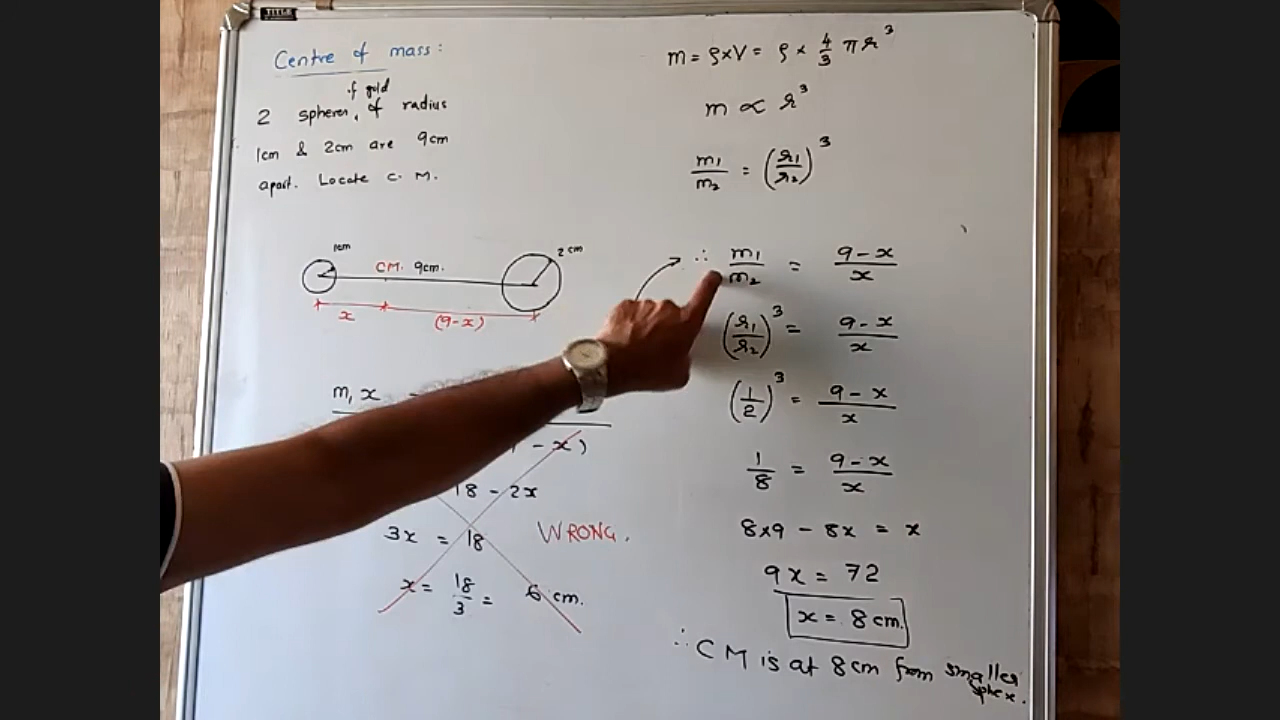 Centre of mass:
of gold
2 spheres, of radius
1cm & 2cm are 9cm
apart. Locate C. M.
1cm
2 cm
CM. 9cm.
x
(9-x)
m₁ x
- x)
18 - 2x
3x = 18
WRONG.
x = 18/3 = 6 cm.
m = ρ×V = ρ × 4/3 π r³
m ∝ r³
m₁/m₂ = (r₁/r₂)³
∴ m₁/m₂ = 9-x/x
(r₁/r₂)³ = 9-x/x
(1/2)³ = 9-x/x
1/8 = 9-x/x
8×9 - 8x = x
9x = 72
x = 8 cm.
∴ CM is at 8cm from smaller
sphere.